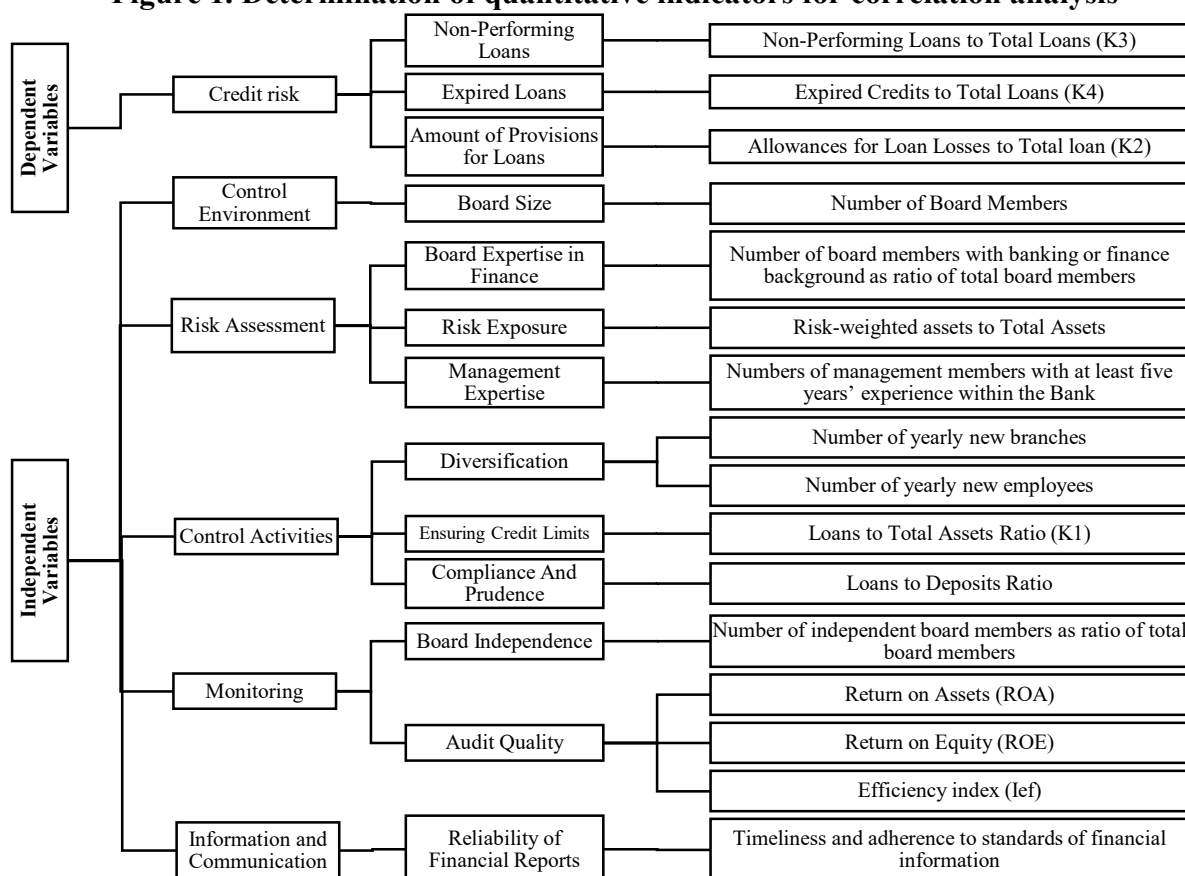 Figure 1. Determination of quantitative indicators for correlation analysis
Dependent
Variables
Credit risk
Non-Performing
Loans
Non-Performing Loans to Total Loans (K3)
Expired Loans
Expired Credits to Total Loans (K4)
Amount of Provisions
for Loans
Allowances for Loan Losses to Total loan (K2)
Independent
Variables
Control
Environment
Board Size
Number of Board Members
Risk Assessment
Board Expertise in
Finance
Number of board members with banking or finance
background as ratio of total board members
Risk Exposure
Risk-weighted assets to Total Assets
Management
Expertise
Numbers of management members with at least five
years’ experience within the Bank
Control Activities
Diversification
Number of yearly new branches
Number of yearly new employees
Ensuring Credit Limits
Loans to Total Assets Ratio (K1)
Compliance And
Prudence
Loans to Deposits Ratio
Monitoring
Board Independence
Number of independent board members as ratio of total
board members
Audit Quality
Return on Assets (ROA)
Return on Equity (ROE)
Efficiency index (Ief)
Information and
Communication
Reliability of
Financial Reports
Timeliness and adherence to standards of financial
information